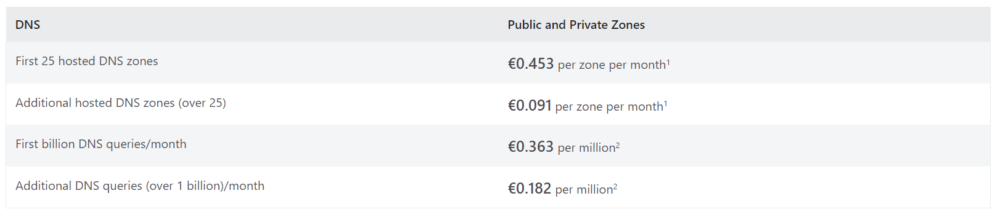 DNS Public and Private Zones
First 25 hosted DNS zones €0.453 per zone per month¹
Additional hosted DNS zones (over 25) €0.091 per zone per month¹
First billion DNS queries/month €0.363 per million²
Additional DNS queries (over 1 billion)/month €0.182 per million²